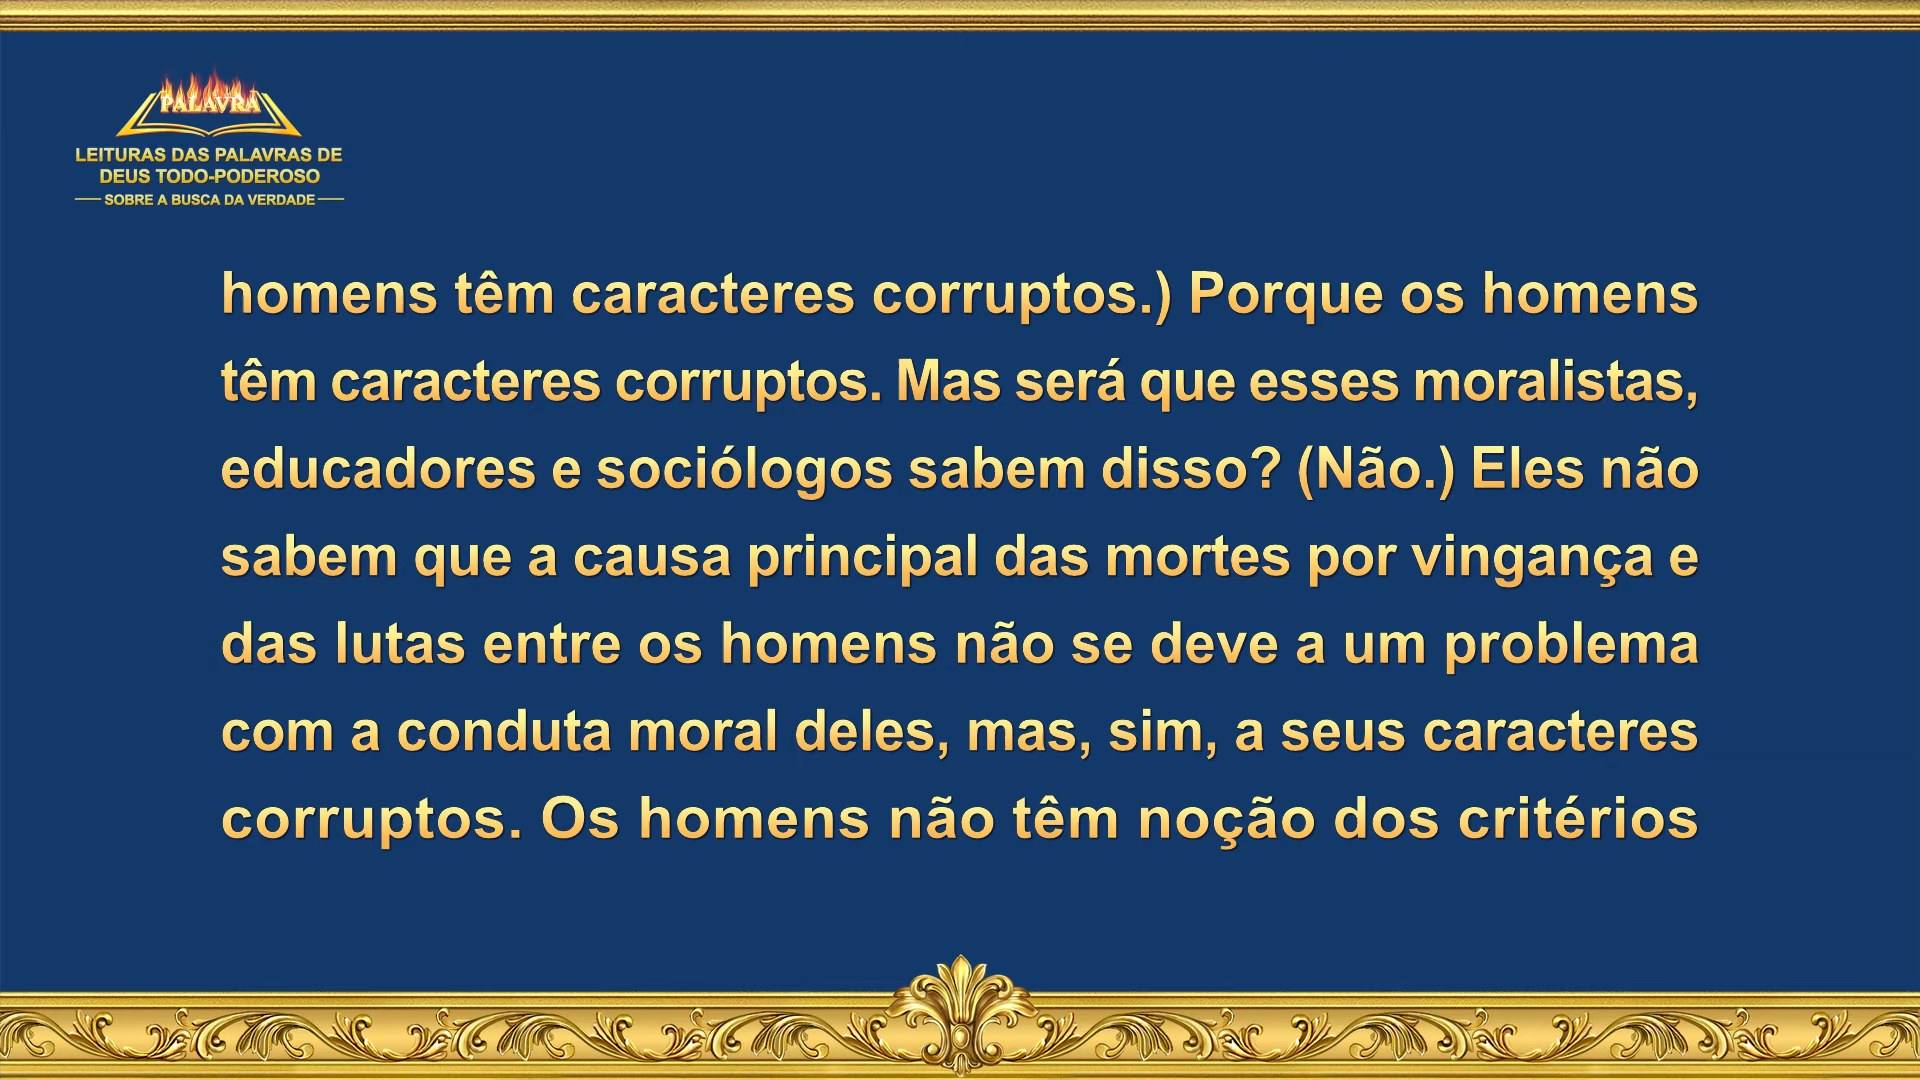 PALAVRA
LEITURAS DAS PALAVRAS DE
DEUS TODO-PODEROSO
SOBRE A BUSCA DA VERDADE
homens têm caracteres corruptos.) Porque os homens
têm caracteres corruptos. Mas será que esses moralistas,
educadores e sociólogos sabem disso? (Não.) Eles não
sabem que a causa principal das mortes por vingança e
das lutas entre os homens não se deve a um problema
com a conduta moral deles, mas, sim, a seus caracteres
corruptos. Os homens não têm noção dos critérios